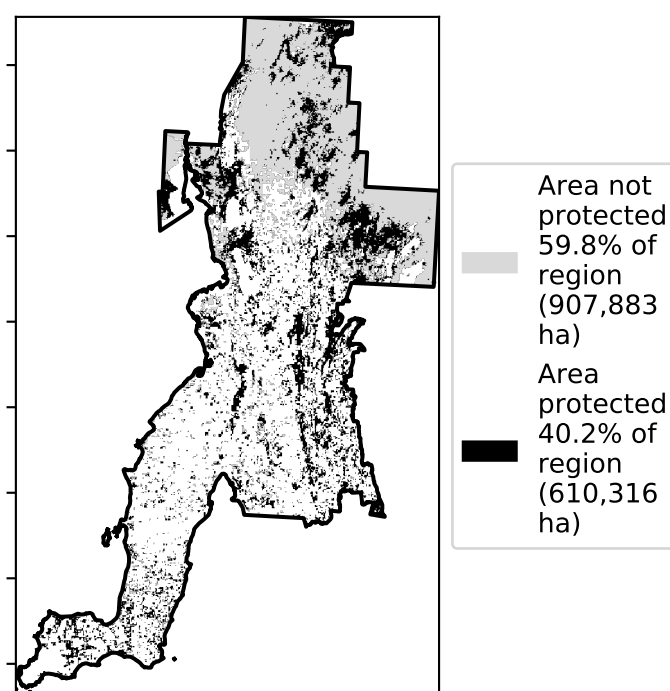 Area not
protected
59.8% of
region
(907,883
ha)
Area
protected
40.2% of
region
(610,316
ha)